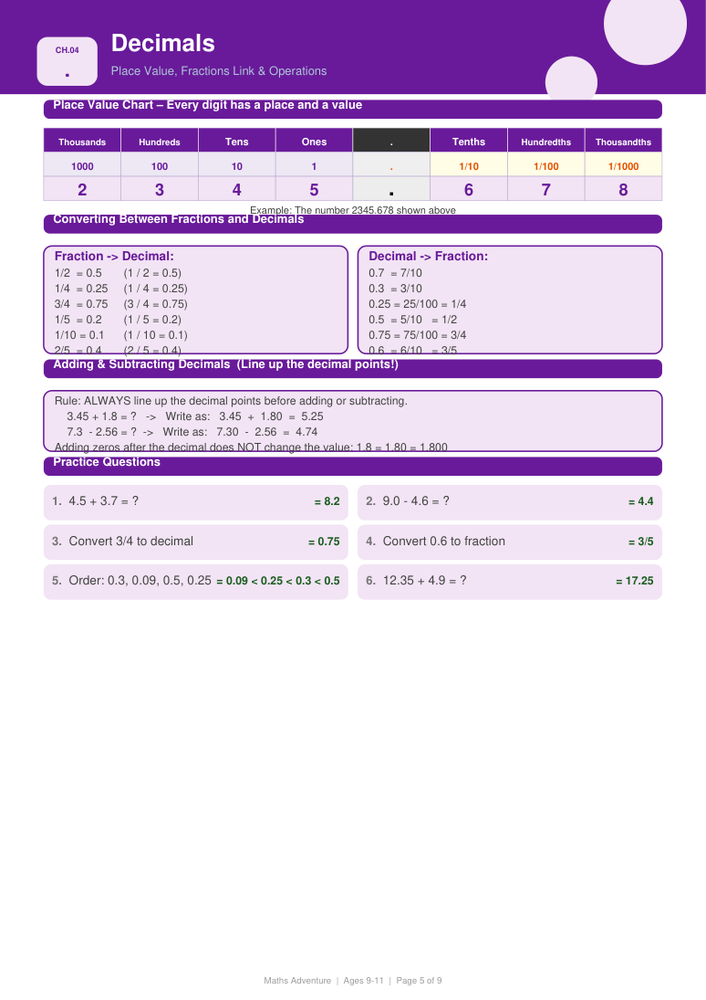 CH.04
.
Decimals
Place Value, Fractions Link & Operations
Place Value Chart – Every digit has a place and a value
Thousands Hundreds Tens Ones . Tenths Hundredths Thousandths
1000 100 10 1 . 1/10 1/100 1/1000
2 3 4 5 . 6 7 8
Example: The number 2345.678 shown above
Converting Between Fractions and Decimals
Fraction -> Decimal:
1/2 = 0.5 (1 / 2 = 0.5)
1/4 = 0.25 (1 / 4 = 0.25)
3/4 = 0.75 (3 / 4 = 0.75)
1/5 = 0.2 (1 / 5 = 0.2)
1/10 = 0.1 (1 / 10 = 0.1)
2/5 = 0.4 (2 / 5 = 0.4)
Decimal -> Fraction:
0.7 = 7/10
0.3 = 3/10
0.25 = 25/100 = 1/4
0.5 = 5/10 = 1/2
0.75 = 75/100 = 3/4
0.6 = 6/10 = 3/5
Adding & Subtracting Decimals (Line up the decimal points!)
Rule: ALWAYS line up the decimal points before adding or subtracting.
3.45 + 1.8 = ? -> Write as: 3.45 + 1.80 = 5.25
7.3 - 2.56 = ? -> Write as: 7.30 - 2.56 = 4.74
Adding zeros after the decimal does NOT change the value: 1.8 = 1.80 = 1.800
Practice Questions
1. 4.5 + 3.7 = ? = 8.2
2. 9.0 - 4.6 = ? = 4.4
3. Convert 3/4 to decimal = 0.75
4. Convert 0.6 to fraction = 3/5
5. Order: 0.3, 0.09, 0.5, 0.25 = 0.09 < 0.25 < 0.3 < 0.5
6. 12.35 + 4.9 = ? = 17.25
Maths Adventure | Ages 9-11 | Page 5 of 9